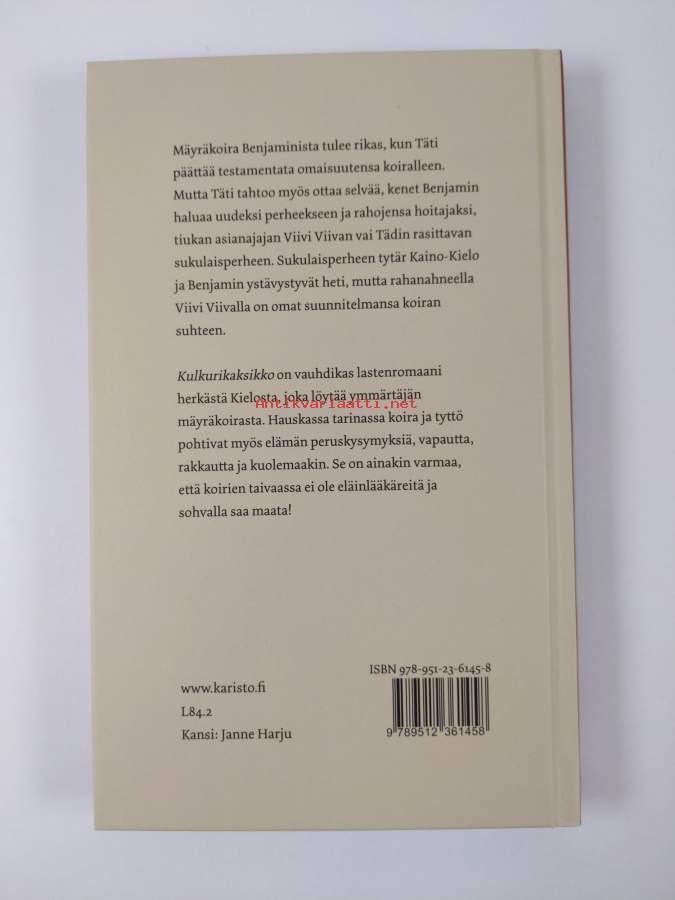 Mäyräkoira Benjaminista tulee rikas, kun Täti
päättää testamentata omaisuutensa koiralleen.
Mutta Täti tahtoo myös ottaa selvää, kenet Benjamin
haluaa uudeksi perheekseen ja rahojensa hoitajaksi,
tiukan asianajajan Viivi Viivan vai Tädin rasittavan
sukulaisperheen. Sukulaisperheen tytär Kaino-Kielo
ja Benjamin ystävystyvät heti, mutta rahanahneella
Viivi Viivalla on omat suunnitelmansa koiran
suhteen.
Kulkurikaksikko on vauhdikas lastenromaani
herkästä Kielosta, joka löytää ymmärtäjän
Antikvariaatti.net
mäyräkoirasta. Hauskassa tarinassa koira ja tyttö
pohtivat myös elämän peruskysymyksiä, vapautta,
rakkautta ja kuolemaakin. Se on ainakin varmaa,
että koirien taivaassa ei ole eläinlääkäreitä ja
sohvalla saa maata!
ISBN 978-951-23-6145-8
www.karisto.fi
L84.2
Kansi: Janne Harju
9 789512 361458